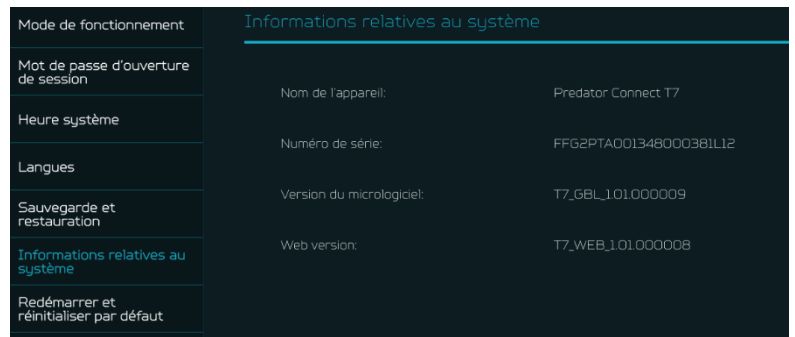 Mode de fonctionnement
Mot de passe d'ouverture
de session
Heure système
Langues
Sauvegarde et
restauration
Informations relatives au
système
Redémarrer et
réinitialiser par défaut
Informations relatives au système
Nom de l'appareil: Predator Connect T7
Numéro de série: FFG2PTA001348000381L12
Version du micrologiciel: T7_GBL_1.01.000009
Web version: T7_WEB_1.01.000008